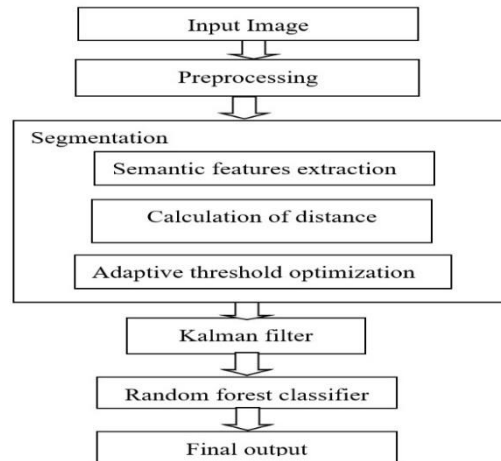 Input Image
Preprocessing
Segmentation
Semantic features extraction
Calculation of distance
Adaptive threshold optimization
Kalman filter
Random forest classifier
Final output